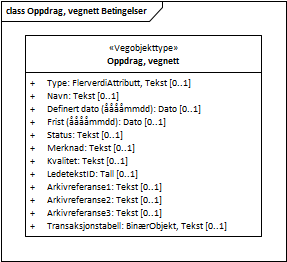 class Oppdrag, vegnett Betingelser
«Vegobjekttype»
Oppdrag, vegnett
+ Type: FlerverdiAttributt, Tekst [0..1]
+ Navn: Tekst [0..1]
+ Definert dato (ååååmmdd): Dato [0..1]
+ Frist (ååååmmdd): Dato [0..1]
+ Status: Tekst [0..1]
+ Merknad: Tekst [0..1]
+ Kvalitet: Tekst [0..1]
+ LedetekstID: Tall [0..1]
+ Arkivreferanse1: Tekst [0..1]
+ Arkivreferanse2: Tekst [0..1]
+ Arkivreferanse3: Tekst [0..1]
+ Transaksjonstabell: BinærObjekt, Tekst [0..1]